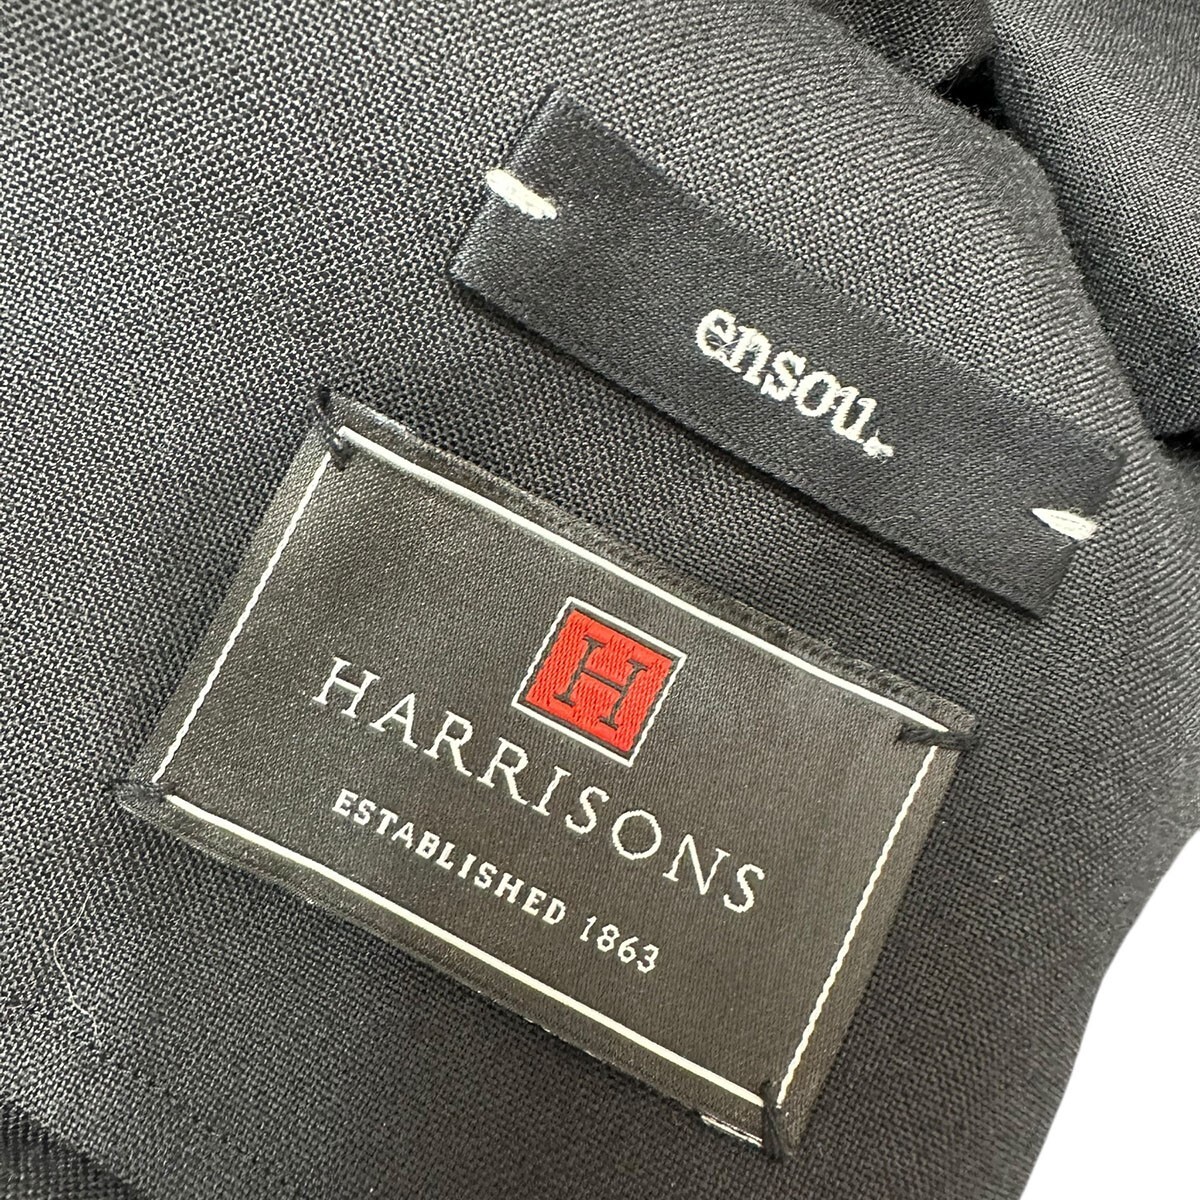 ensou.
H
HARRISONS
ESTABLISHED 1863